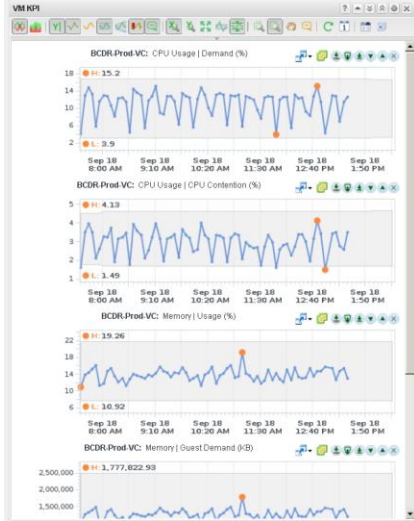 VM KPI
BCDR-Prod-VC: CPU Usage | Demand (%)
18
H: 15.2
14
10
6
2
L: 3.9
Sep 18 Sep 18 Sep 18 Sep 18 Sep 18 Sep 18
8:00 AM 9:10 AM 10:20 AM 11:30 AM 12:40 PM 1:50 PM
BCDR-Prod-VC: CPU Usage | CPU Contention (%)
5
H: 4.13
4
3
2
1
L: 1.49
Sep 18 Sep 18 Sep 18 Sep 18 Sep 18 Sep 18
8:00 AM 9:10 AM 10:20 AM 11:30 AM 12:40 PM 1:50 PM
BCDR-Prod-VC: Memory | Usage (%)
22
H: 19.26
18
14
10
6
L: 10.92
Sep 18 Sep 18 Sep 18 Sep 18 Sep 18 Sep 18
8:00 AM 9:10 AM 10:20 AM 11:30 AM 12:40 PM 1:50 PM
BCDR-Prod-VC: Memory | Guest Demand (KB)
H: 1,777,822.93
2,500,000
2,000,000
1,500,000